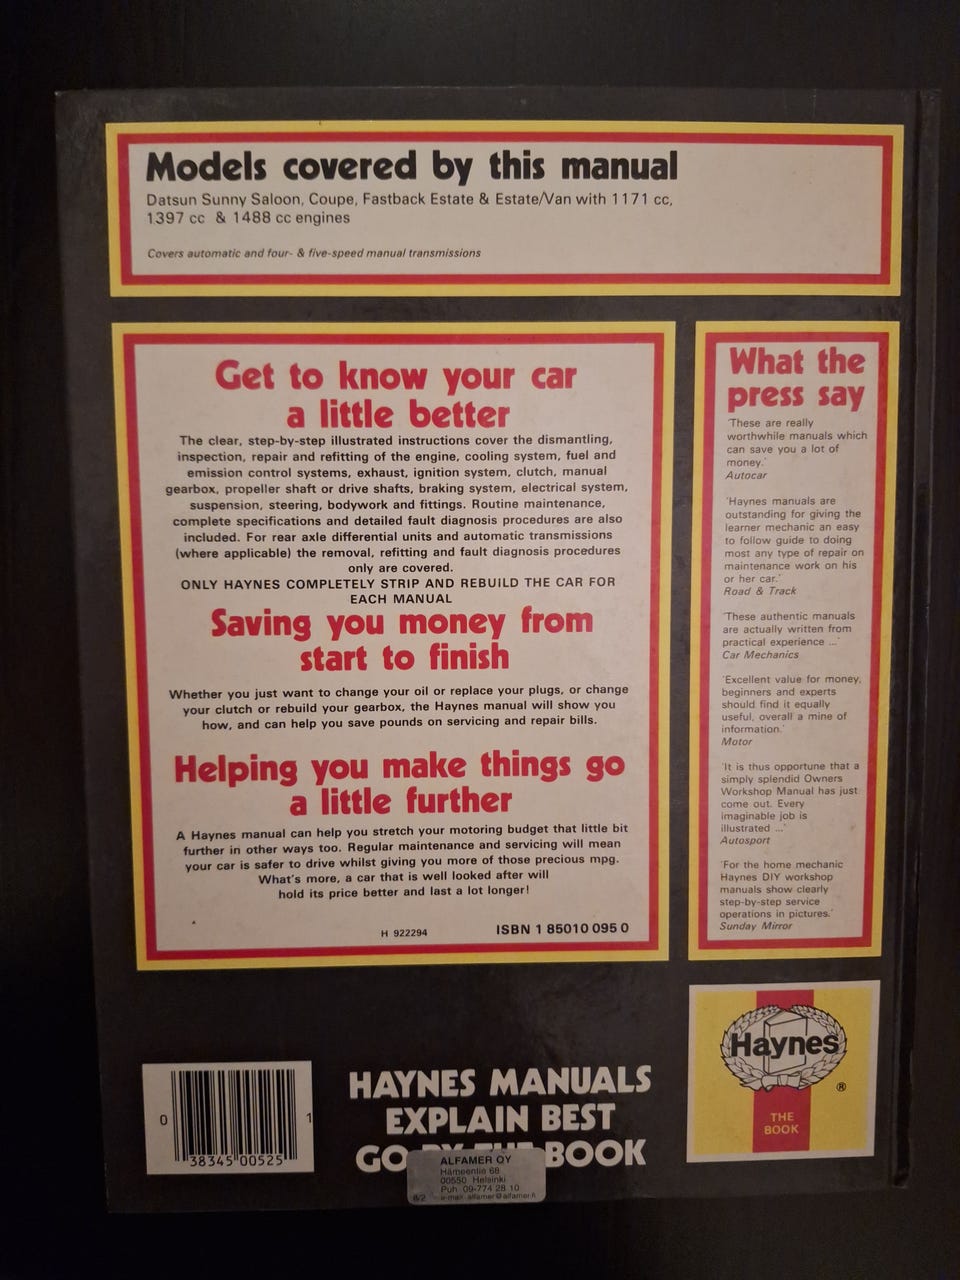 Models covered by this manual
Datsun Sunny Saloon, Coupe, Fastback Estate & Estate/Van with 1171 cc,
1397 cc & 1488 cc engines
Covers automatic and four- & five-speed manual transmissions
Get to know your car
a little better
The clear, step-by-step illustrated instructions cover the dismantling,
inspection, repair and refitting of the engine, cooling system, fuel and
emission control systems, exhaust, ignition system, clutch, manual
gearbox, propeller shaft or drive shafts, braking system, electrical system,
suspension, steering, bodywork and fittings. Routine maintenance,
complete specifications and detailed fault diagnosis procedures are also
included. For rear axle differential units and automatic transmissions
(where applicable) the removal, refitting and fault diagnosis procedures
only are covered.
ONLY HAYNES COMPLETELY STRIP AND REBUILD THE CAR FOR
EACH MANUAL
Saving you money from
start to finish
Whether you just want to change your oil or replace your plugs, or change
your clutch or rebuild your gearbox, the Haynes manual will show you
how, and can help you save pounds on servicing and repair bills.
Helping you make things go
a little further
A Haynes manual can help you stretch your motoring budget that little bit
further in other ways too. Regular maintenance and servicing will mean
your car is safer to drive whilst giving you more of those precious mpg.
What's more, a car that is well looked after will
hold its price better and last a lot longer!
H 922294
ISBN 1 85010 095 0
What the
press say
'These are really
worthwhile manuals which
can save you a lot of
money.'
Autocar
'Haynes manuals are
outstanding for giving the
learner mechanic an easy
to follow guide to doing
most any type of repair on
maintenance work on his
or her car.'
Road & Track
'These authentic manuals
are actually written from
practical experience ...'
Car Mechanics
'Excellent value for money,
beginners and experts
should find it equally
useful, overall a mine of
information.'
Motor
'It is thus opportune that a
simply splendid Owners
Workshop Manual has just
come out. Every
imaginable job is
illustrated ...'
Autosport
'For the home mechanic
Haynes DIY workshop
manuals show clearly
step-by-step service
operations in pictures.'
Sunday Mirror
0 38345 00525 1
HAYNES MANUALS
EXPLAIN BEST
GO BY THE BOOK
ALFAMER OY
Hämeentie 68
00550 Helsinki
Puh. 09-774 28 10
8/2 e-mail alfamer@alfamer.fi
Haynes
®
THE
BOOK